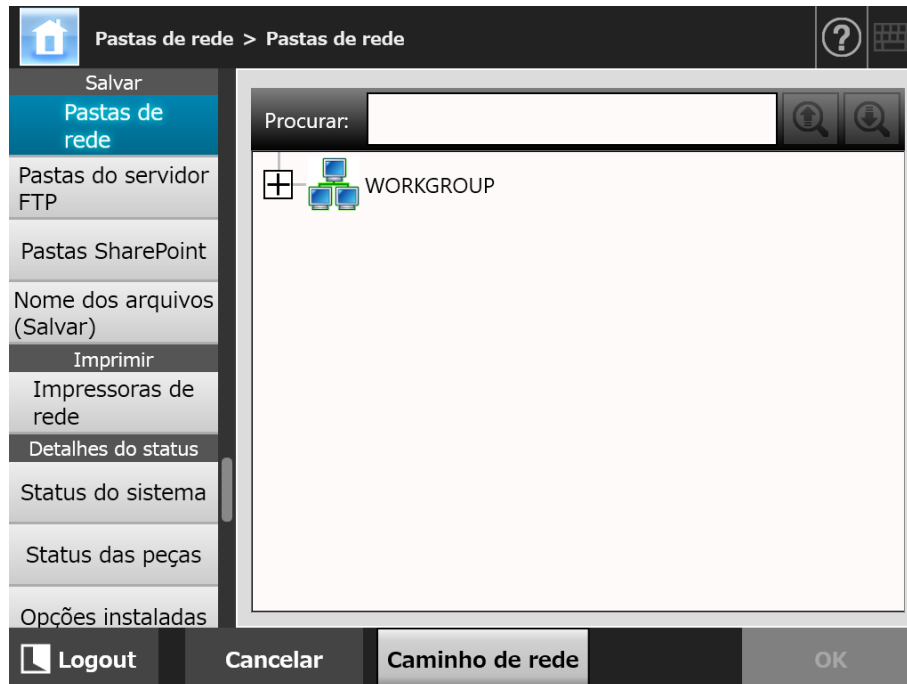 Pastas de rede > Pastas de rede
?
Salvar
Pastas de
rede
Pastas do servidor
FTP
Pastas SharePoint
Nome dos arquivos
(Salvar)
Imprimir
Impressoras de
rede
Detalhes do status
Status do sistema
Status das peças
Opções instaladas
Procurar:
WORKGROUP
Logout
Cancelar
Caminho de rede
OK